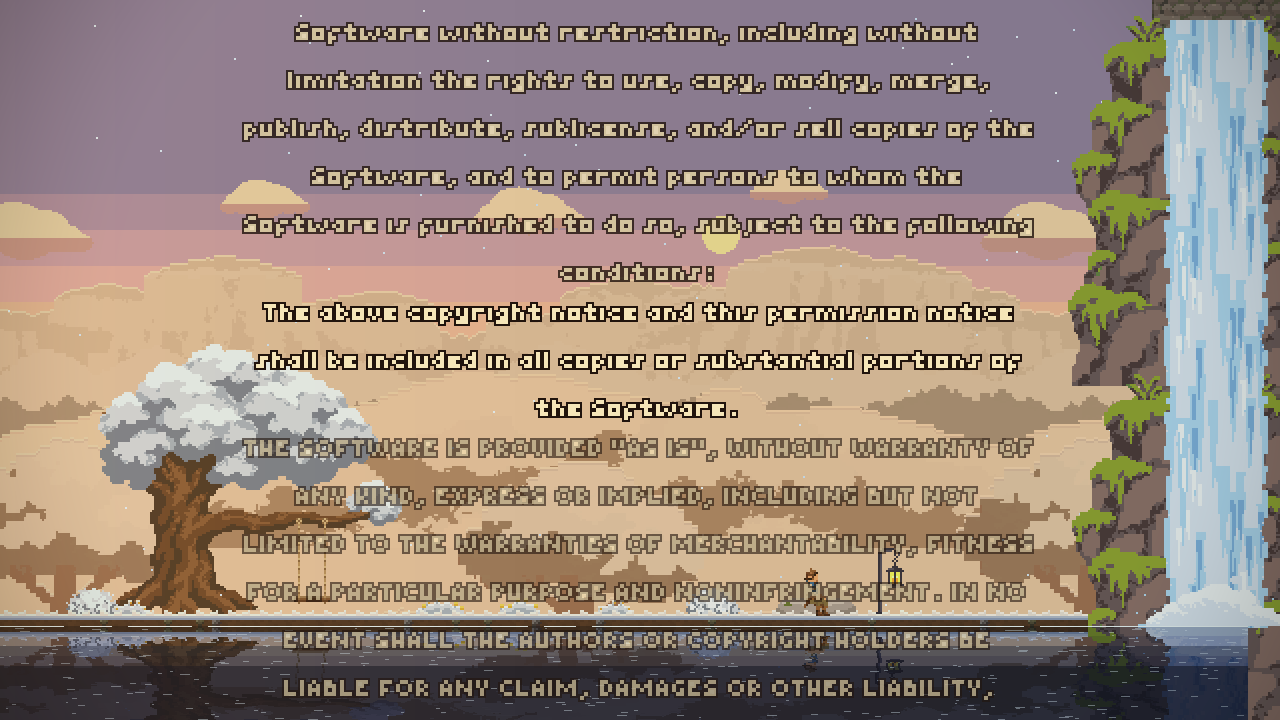 Software without restriction, including without
limitation the rights to use, copy, modify, merge,
publish, distribute, sublicense, and/or sell copies of the
Software, and to permit persons to whom the
Software is furnished to do so, subject to the following
conditions:
The above copyright notice and this permission notice
shall be included in all copies or substantial portions of
the Software.
THE SOFTWARE IS PROVIDED "AS IS", WITHOUT WARRANTY OF
ANY KIND, EXPRESS OR IMPLIED, INCLUDING BUT NOT
LIMITED TO THE WARRANTIES OF MERCHANTABILITY, FITNESS
FOR A PARTICULAR PURPOSE AND NONINFRINGEMENT. IN NO
EVENT SHALL THE AUTHORS OR COPYRIGHT HOLDERS BE
LIABLE FOR ANY CLAIM, DAMAGES OR OTHER LIABILITY,